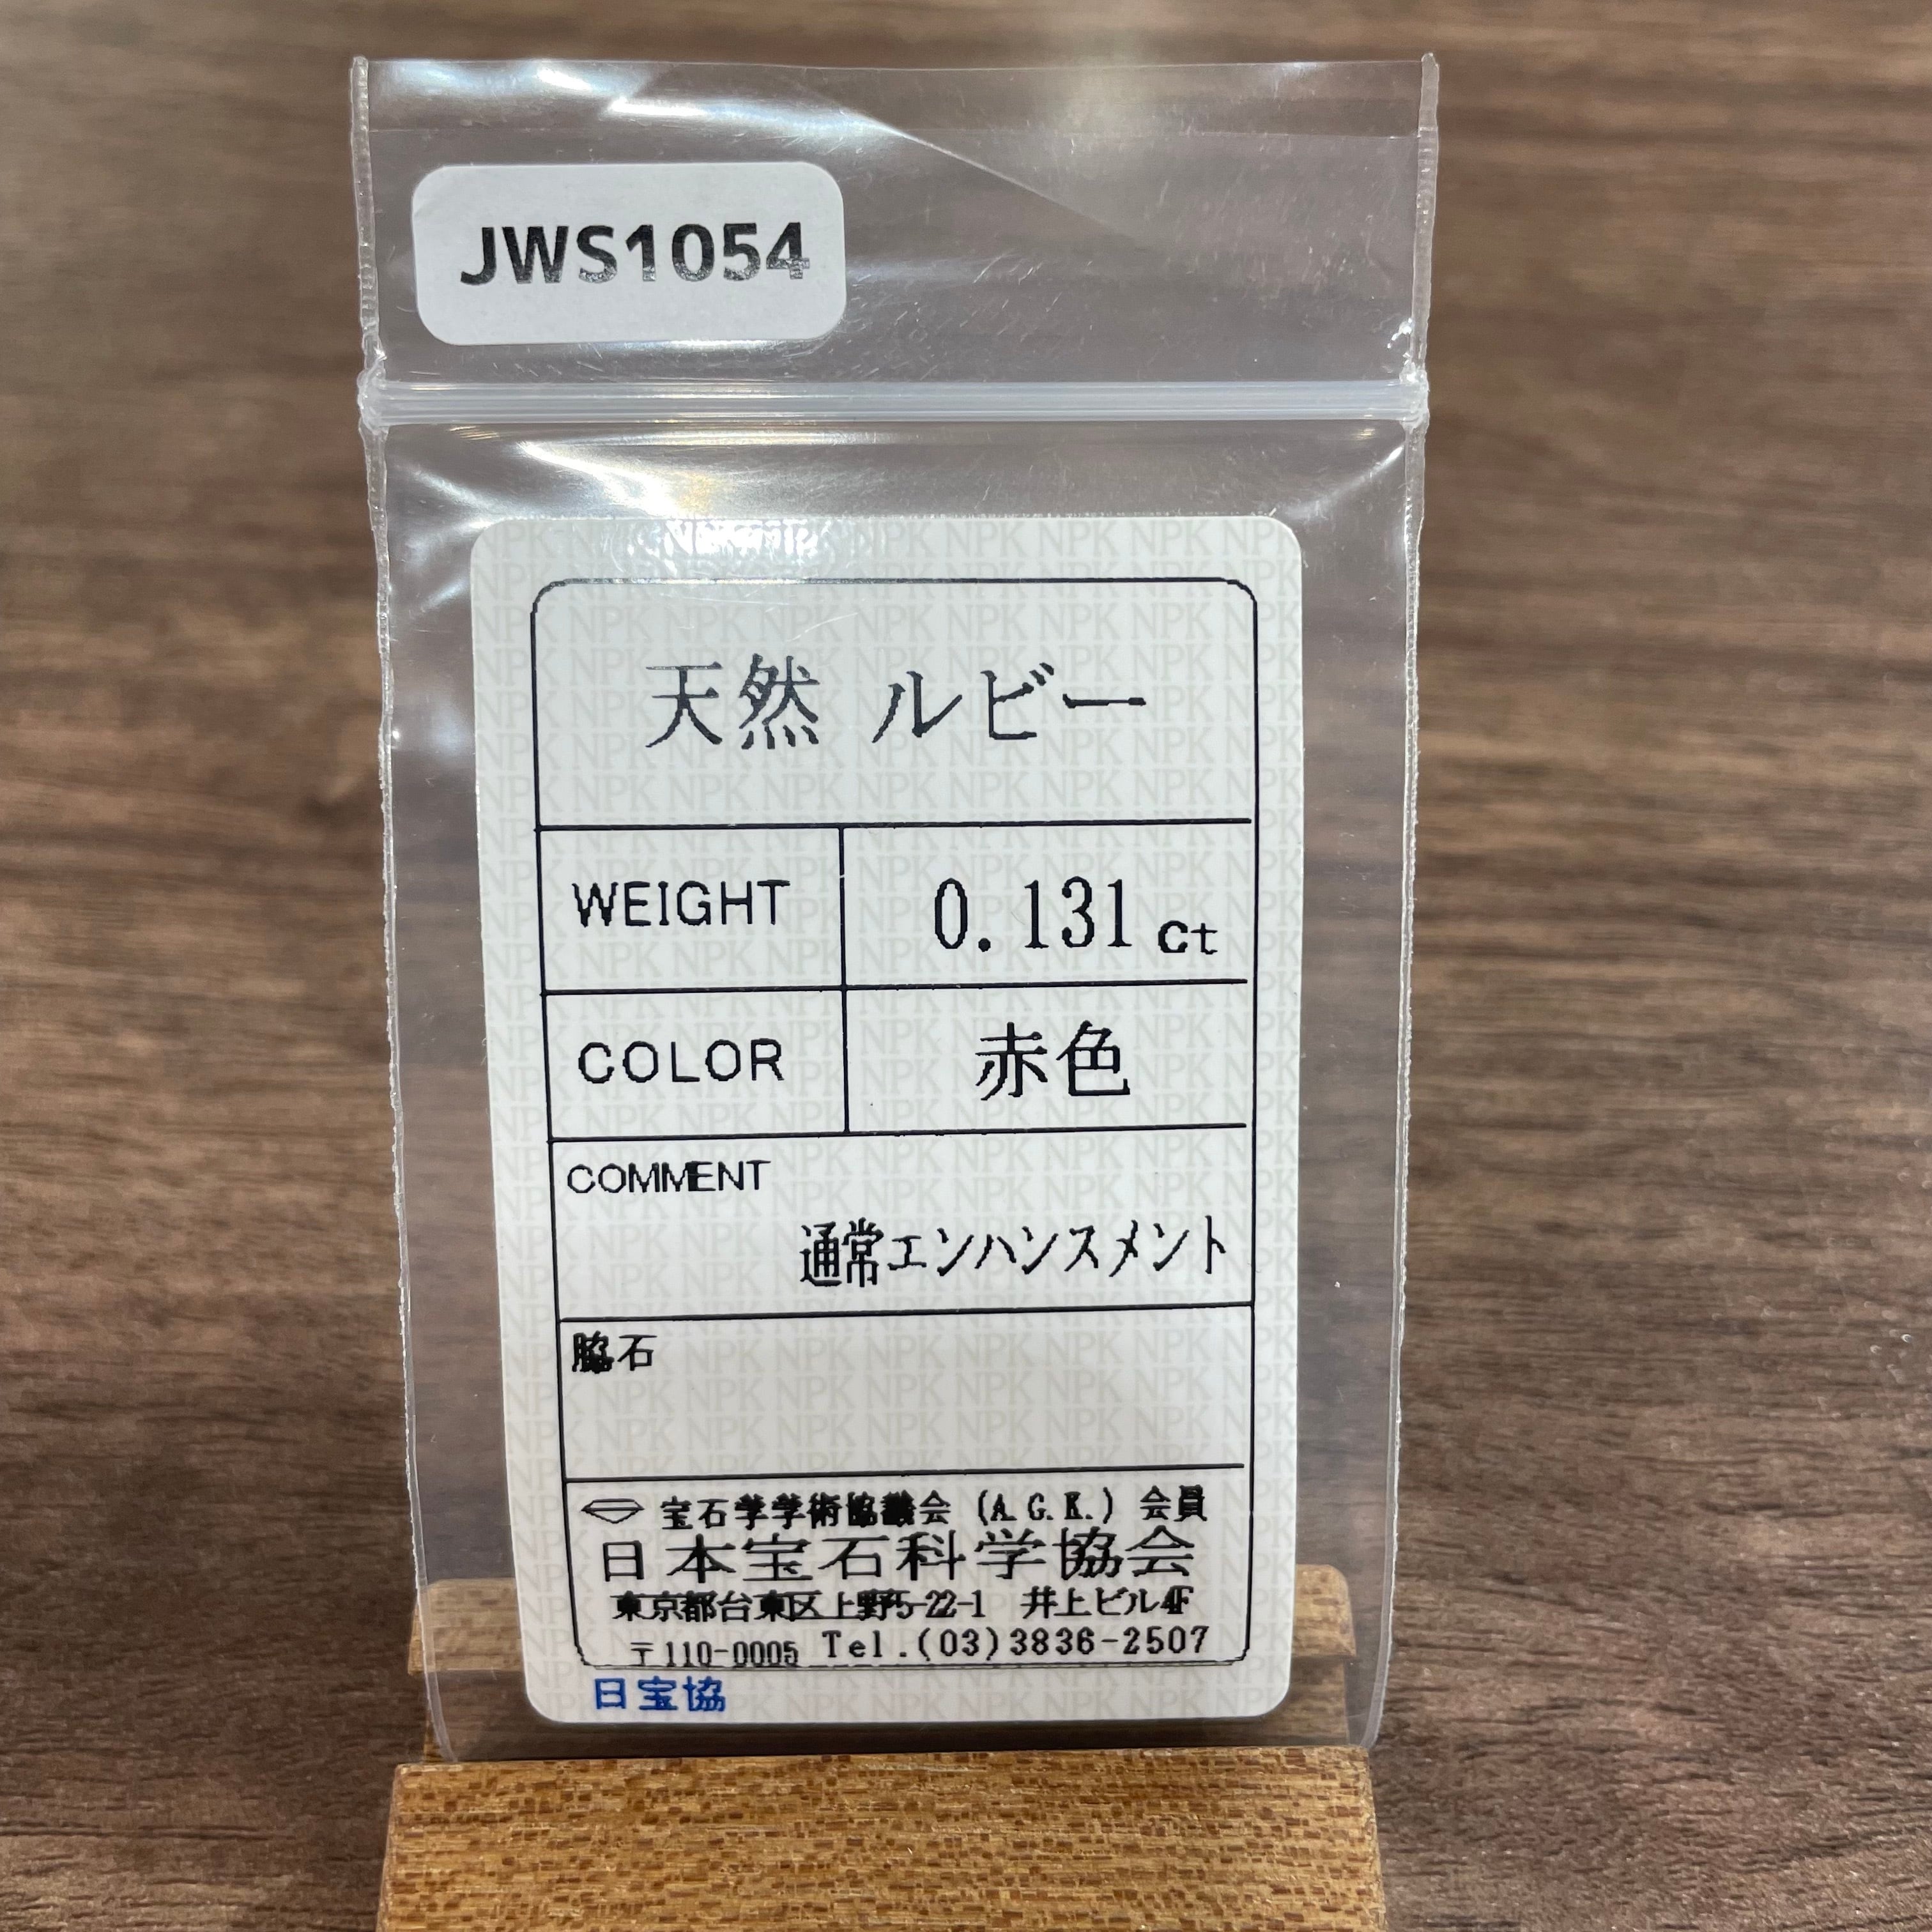 JWS1054
天然 ルビー
WEIGHT 0.131 ct
COLOR 赤色
COMMENT
通常エンハンスメント
脇石
宝石学学術協議会 (A.G.K.) 会員
日本宝石科学協会
東京都台東区上野5-22-1 井上ビル4F
〒110-0005 Tel.(03)3836-2507
日宝協